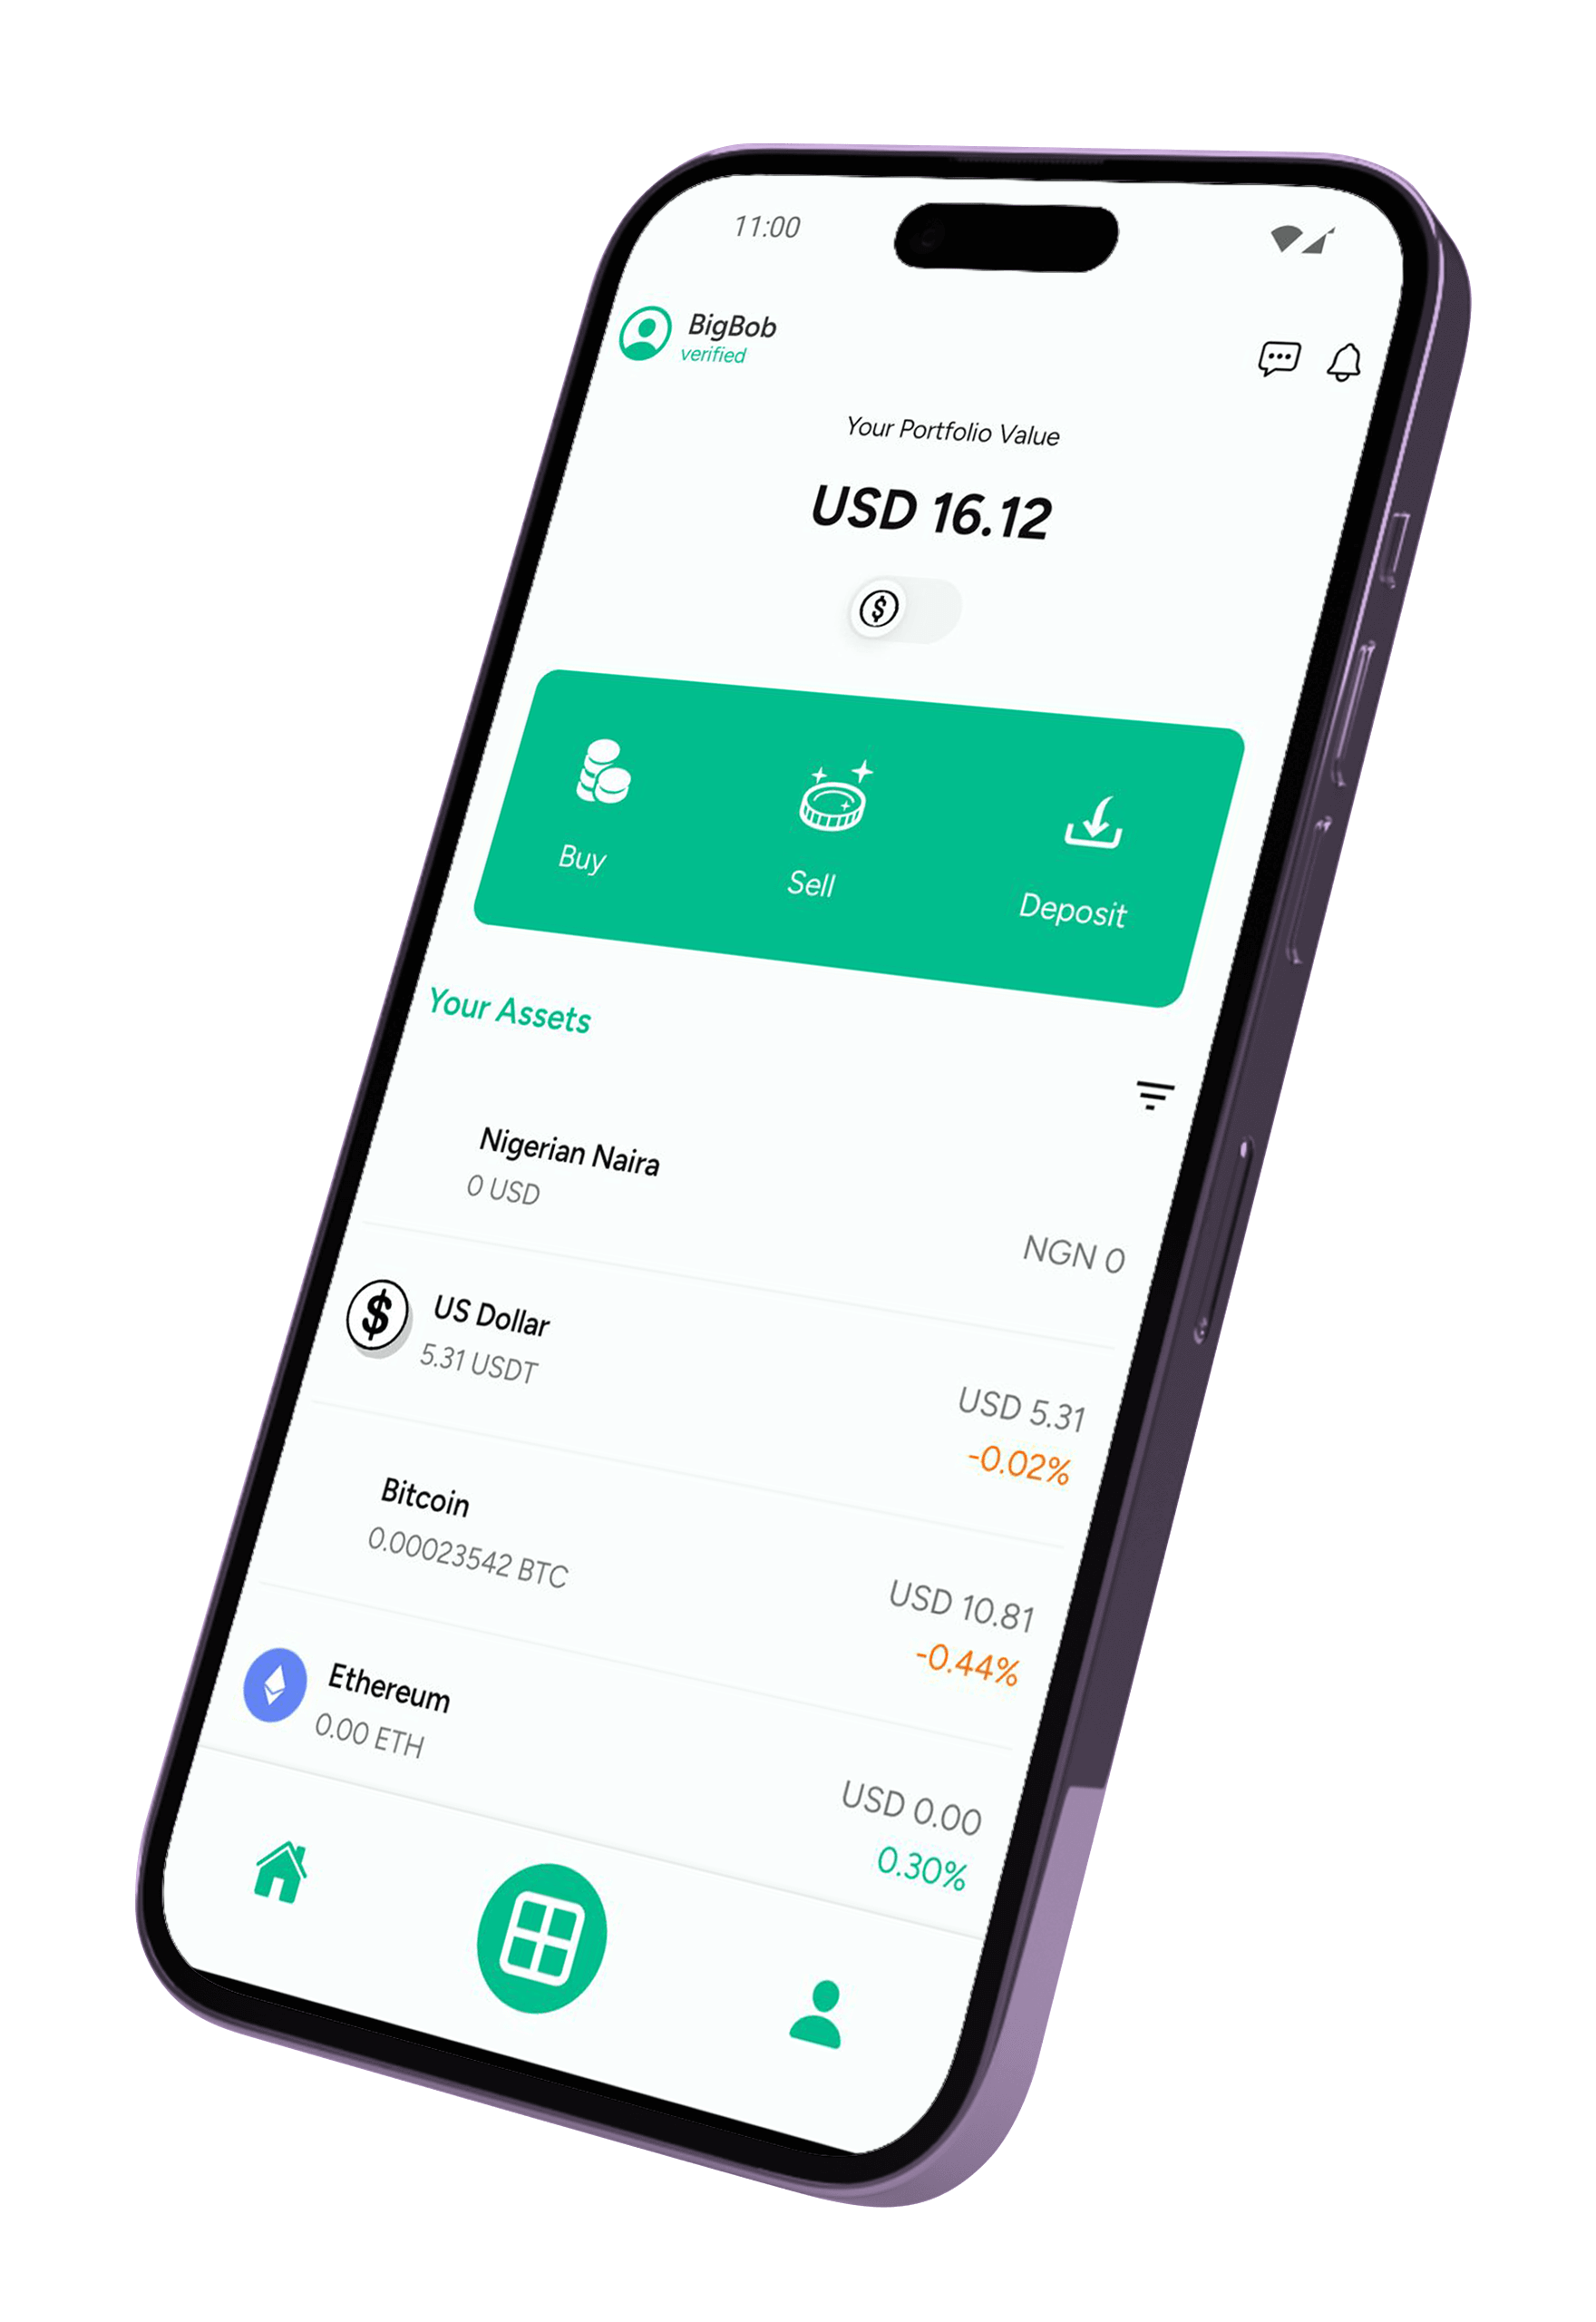 11:00
BigBob
verified
Your Portfolio Value
USD 16.12
$
Buy
Sell
Deposit
Your Assets
Nigerian Naira
0 USD
NGN 0
$
US Dollar
5.31 USDT
USD 5.31
-0.02%
Bitcoin
0.00023542 BTC
USD 10.81
-0.44%
Ethereum
0.00 ETH
USD 0.00
0.30%